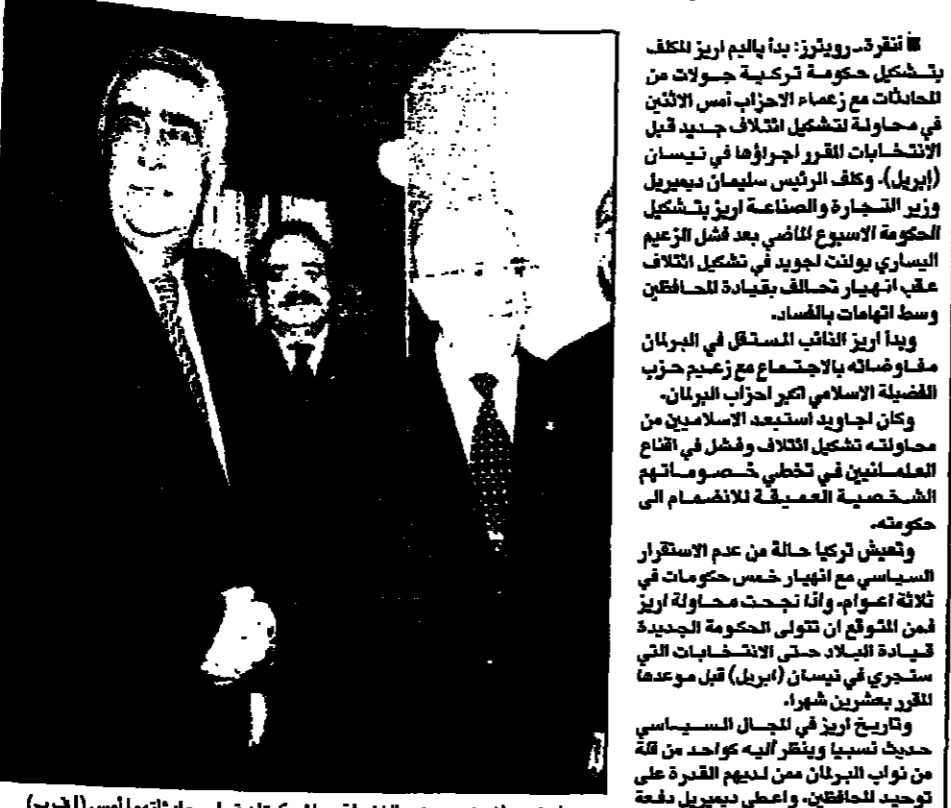 ■ أنقرة ـ رويترز: بدأ ياليم اريز المكلف
بتشكيل حكومة تركية جولات من
المحادثات مع زعماء الاحزاب أمس الاثنين
في محاولة لتشكيل ائتلاف جديد قبل
الانتخابات المقرر اجراؤها في نيسان
(إبريل). وكلف الرئيس سليمان ديميريل
وزير التجارة والصناعة اريز بتشكيل
الحكومة الاسبوع الماضي بعد فشل الزعيم
اليساري بولنت اجويد في تشكيل ائتلاف
عقب انهيار تحالف بقيادة المحافظين
وسط اتهامات بالفساد.
وبدأ اريز النائب المستقل في البرلمان
مفاوضاته بالاجتماع مع زعيم حزب
الفضيلة الاسلامي اكبر احزاب البرلمان.
وكان اجاويد استبعد الاسلاميين من
محاولته تشكيل ائتلاف وفشل في اقناع
العلمانيين في تخطي خصوماتهم
الشخصية العميقة للانضمام الى
حكومته.
وتعيش تركيا حالة من عدم الاستقرار
السياسي مع انهيار خمس حكومات في
ثلاثة اعوام. واذا نجحت محاولة اريز
فمن المتوقع ان تتولى الحكومة الجديدة
قيادة البلاد حتى الانتخابات التي
ستجري في نيسان (ابريل) قبل موعدها
المقرر بعشرين شهرا.
وتاريخ اريز في المجال السياسي
حديث نسبيا وينظر اليه كواحد من قلة
من نواب البرلمان ممن لديهم القدرة على
توحيد المحافظين. واعطى ديميريل دفعة
أمس (ا ف ب)